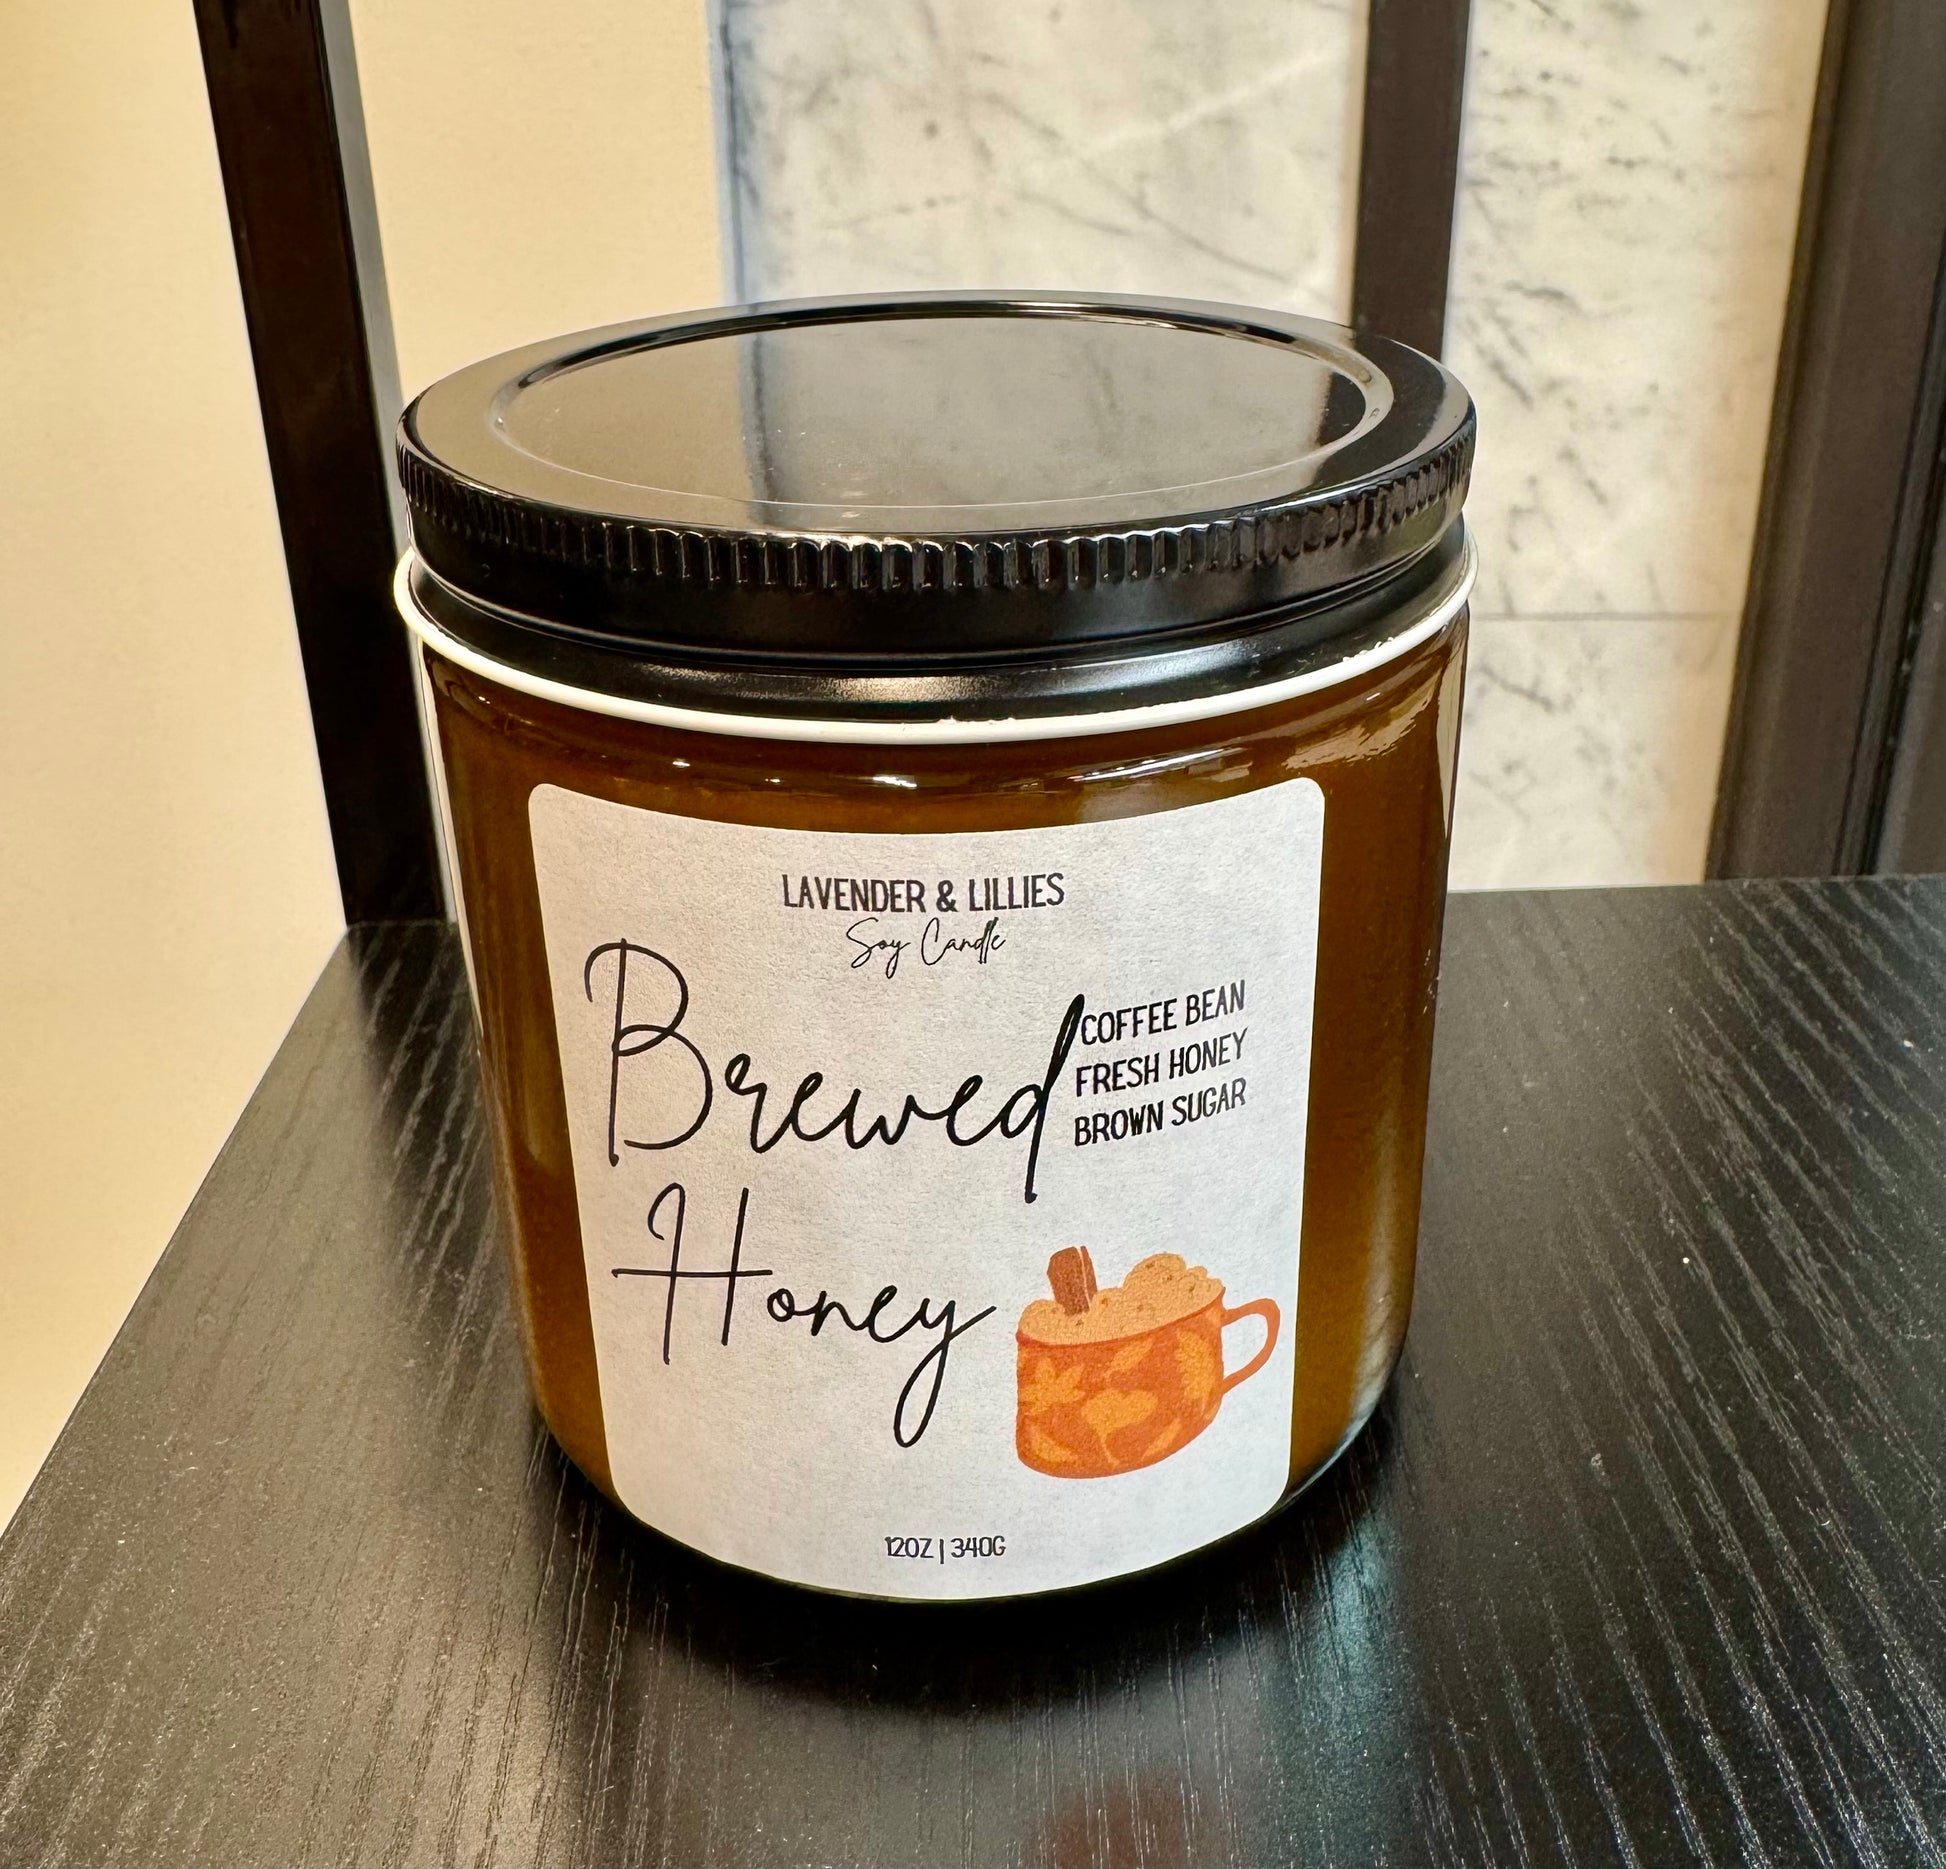 LAVENDER & LILLIES
Soy Candle
Brewed
COFFEE BEAN
FRESH HONEY
BROWN SUGAR
Honey
12OZ | 340G